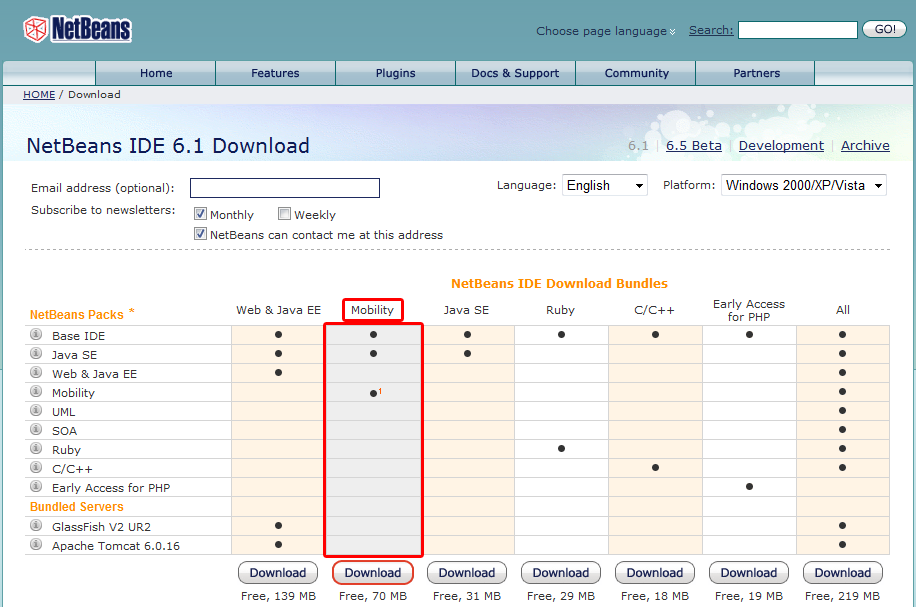 NetBeans
Choose page language Search: GO!
Home Features Plugins Docs & Support Community Partners
HOME / Download
NetBeans IDE 6.1 Download
6.1 | 6.5 Beta | Development | Archive
Email address (optional):
Language: English Platform: Windows 2000/XP/Vista
Subscribe to newsletters:
Monthly Weekly
NetBeans can contact me at this address
NetBeans IDE Download Bundles
NetBeans Packs *
Web & Java EE Mobility Java SE Ruby C/C++ Early Access for PHP All
Base IDE
Java SE
Web & Java EE
Mobility 1
UML
SOA
Ruby
C/C++
Early Access for PHP
Bundled Servers
GlassFish V2 UR2
Apache Tomcat 6.0.16
Download Download Download Download Download Download Download
Free, 139 MB Free, 70 MB Free, 31 MB Free, 29 MB Free, 18 MB Free, 19 MB Free, 219 MB